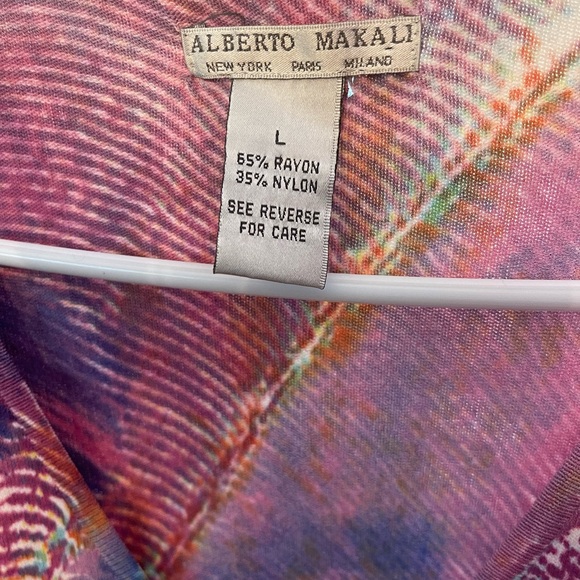 ALBERTO MAKALI
NEW YORK PARIS MILANO
L
65% RAYON
35% NYLON
SEE REVERSE
FOR CARE